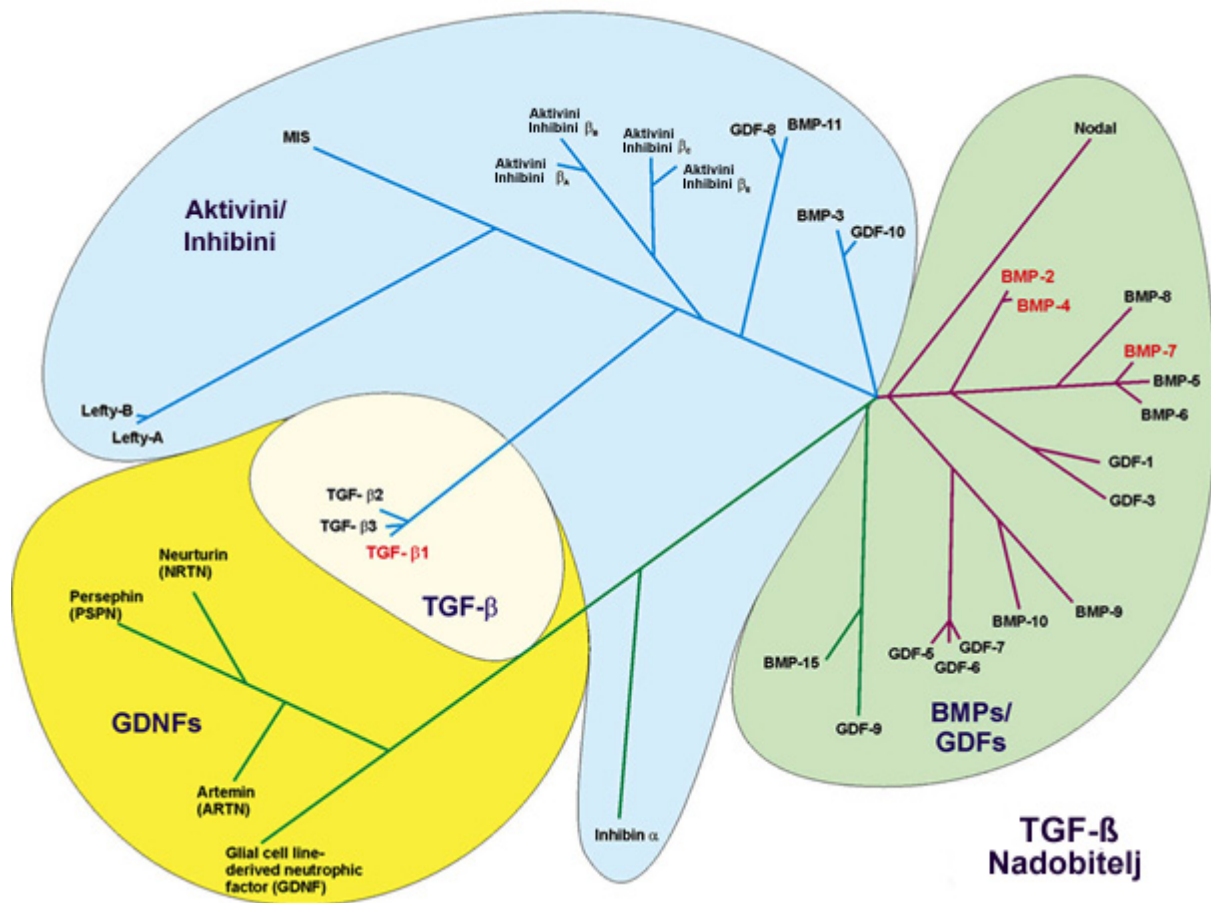 MIS
Aktivini
Inhibini βB
Aktivini
Inhibini βA
Aktivini
Inhibini βC
Aktivini
Inhibini βE
GDF-8
BMP-11
BMP-3
GDF-10
Aktivini/
Inhibini
Lefty-B
Lefty-A
Nodal
BMP-2
BMP-4
BMP-8
BMP-7
BMP-5
BMP-6
GDF-1
GDF-3
BMP-9
BMP-10
GDF-7
GDF-5
GDF-6
BMP-15
GDF-9
BMPs/
GDFs
TGF- β2
TGF- β3
TGF- β1
TGF-β
Neurturin
(NRTN)
Persephin
(PSPN)
GDNFs
Artemin
(ARTN)
Glial cell line-
derived neutrophic
factor (GDNF)
Inhibin α
TGF-ß
Nadobitelj